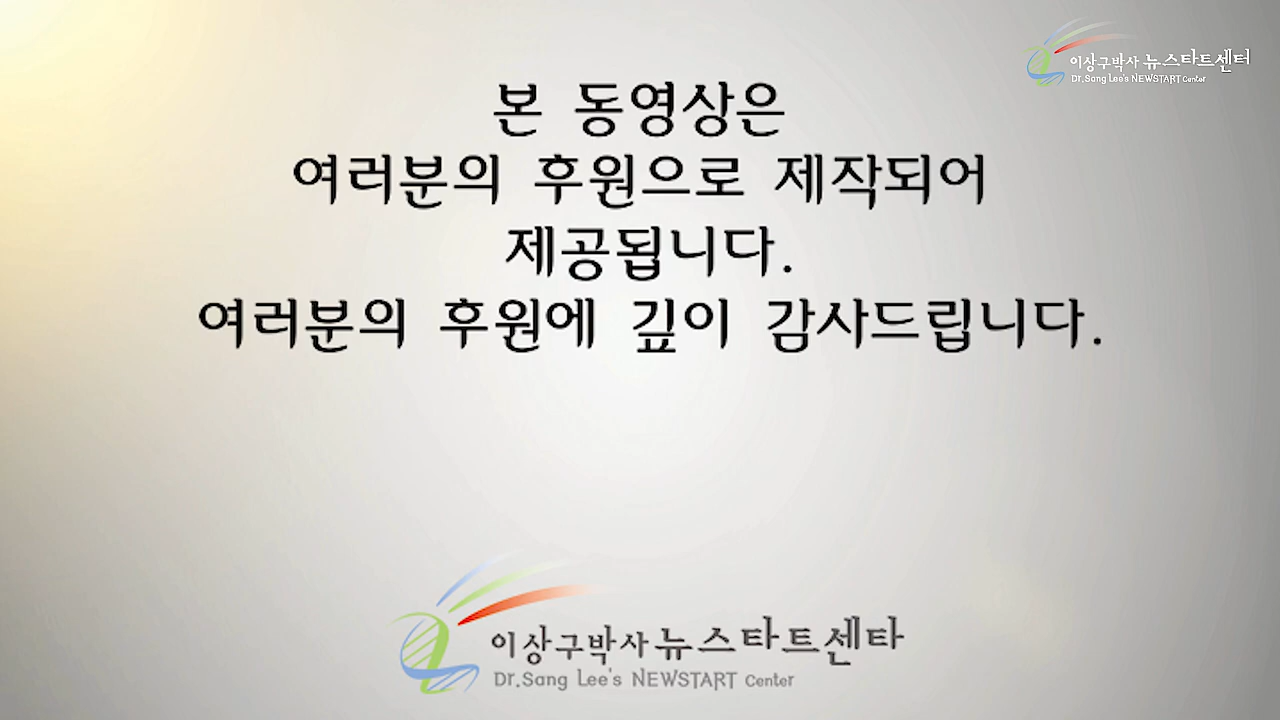 이상구박사 뉴스타트센터
Dr.Sang Lee's NEWSTART Center
본 동영상은
여러분의 후원으로 제작되어
제공됩니다.
여러분의 후원에 깊이 감사드립니다.
이상구박사 뉴스타트센타
Dr.Sang Lee's NEWSTART Center